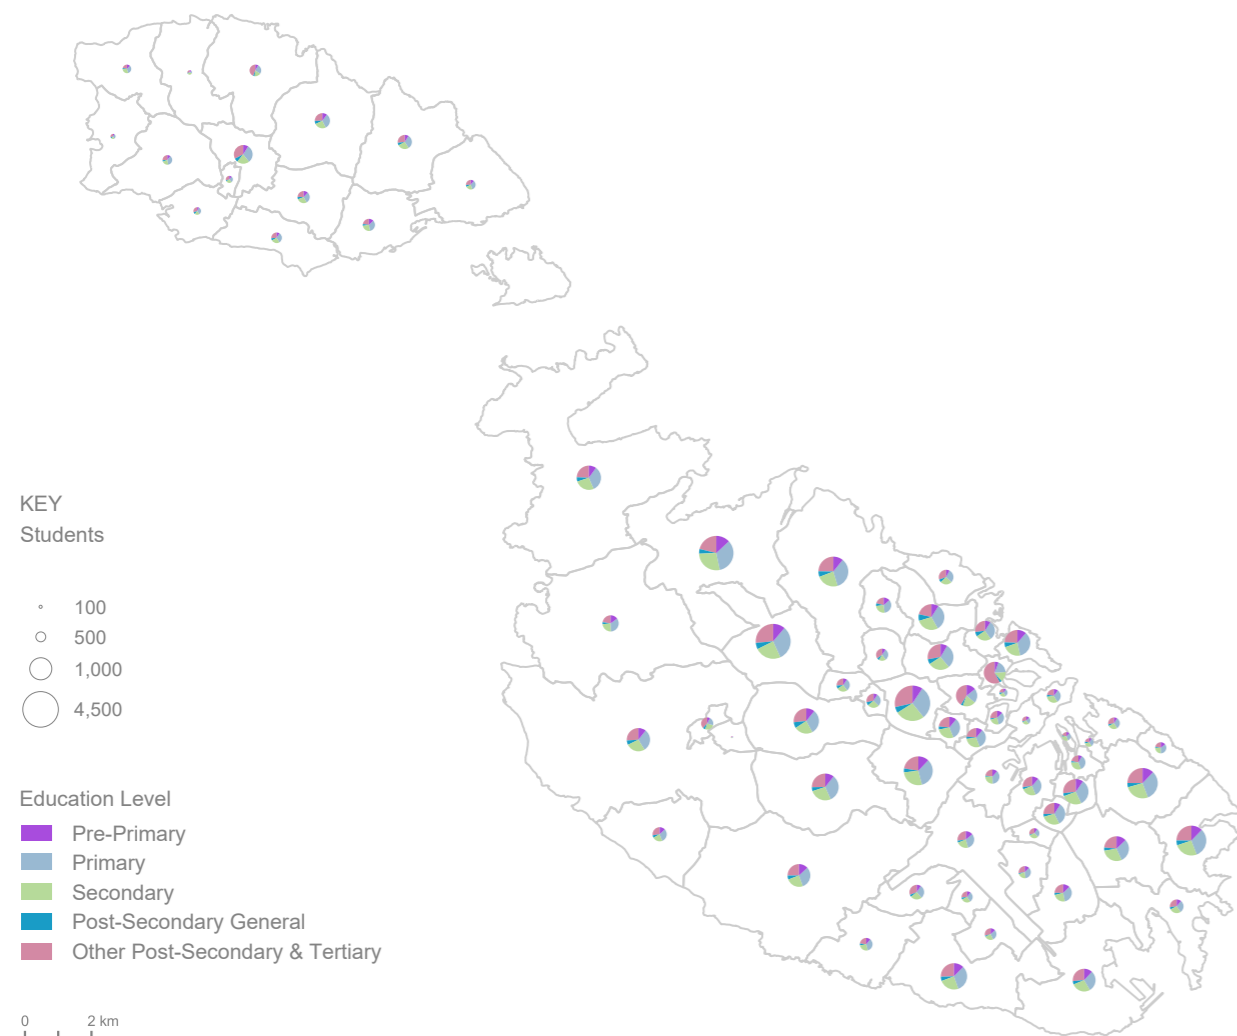 KEY
Students
100
500
1,000
4,500
Education Level
Pre-Primary
Primary
Secondary
Post-Secondary General
Other Post-Secondary & Tertiary
0 2 km